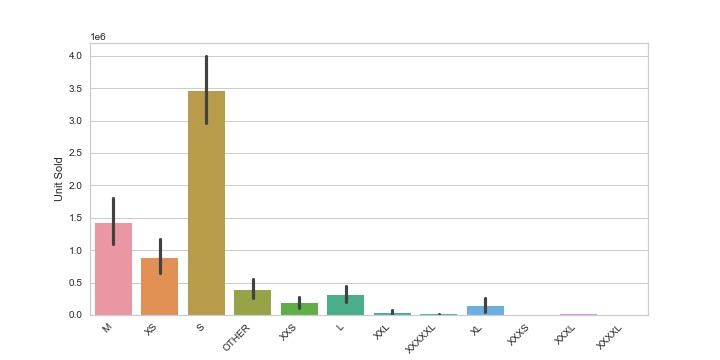 1e6
4.0
3.5
3.0
2.5
2.0
1.5
1.0
0.5
0.0
Unit Sold
M
XS
S
OTHER
XXS
L
XXL
XXXXXL
XL
XXXS
XXXL
XXXXL